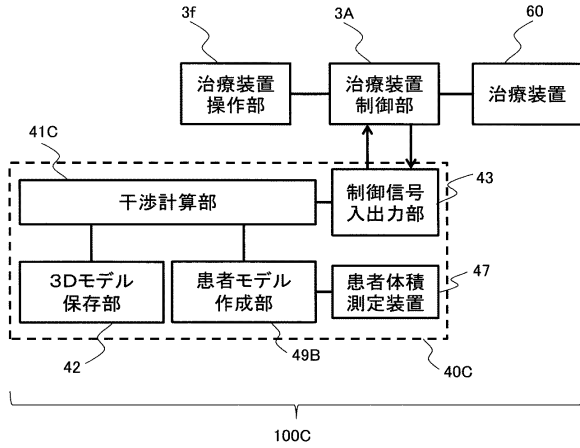 3f
3A
60
治療装置
操作部
治療装置
制御部
治療装置
41C
干渉計算部
制御信号
入出力部
43
3Dモデル
保存部
患者モデル
作成部
患者体積
測定装置
47
42
49B
40C
100C